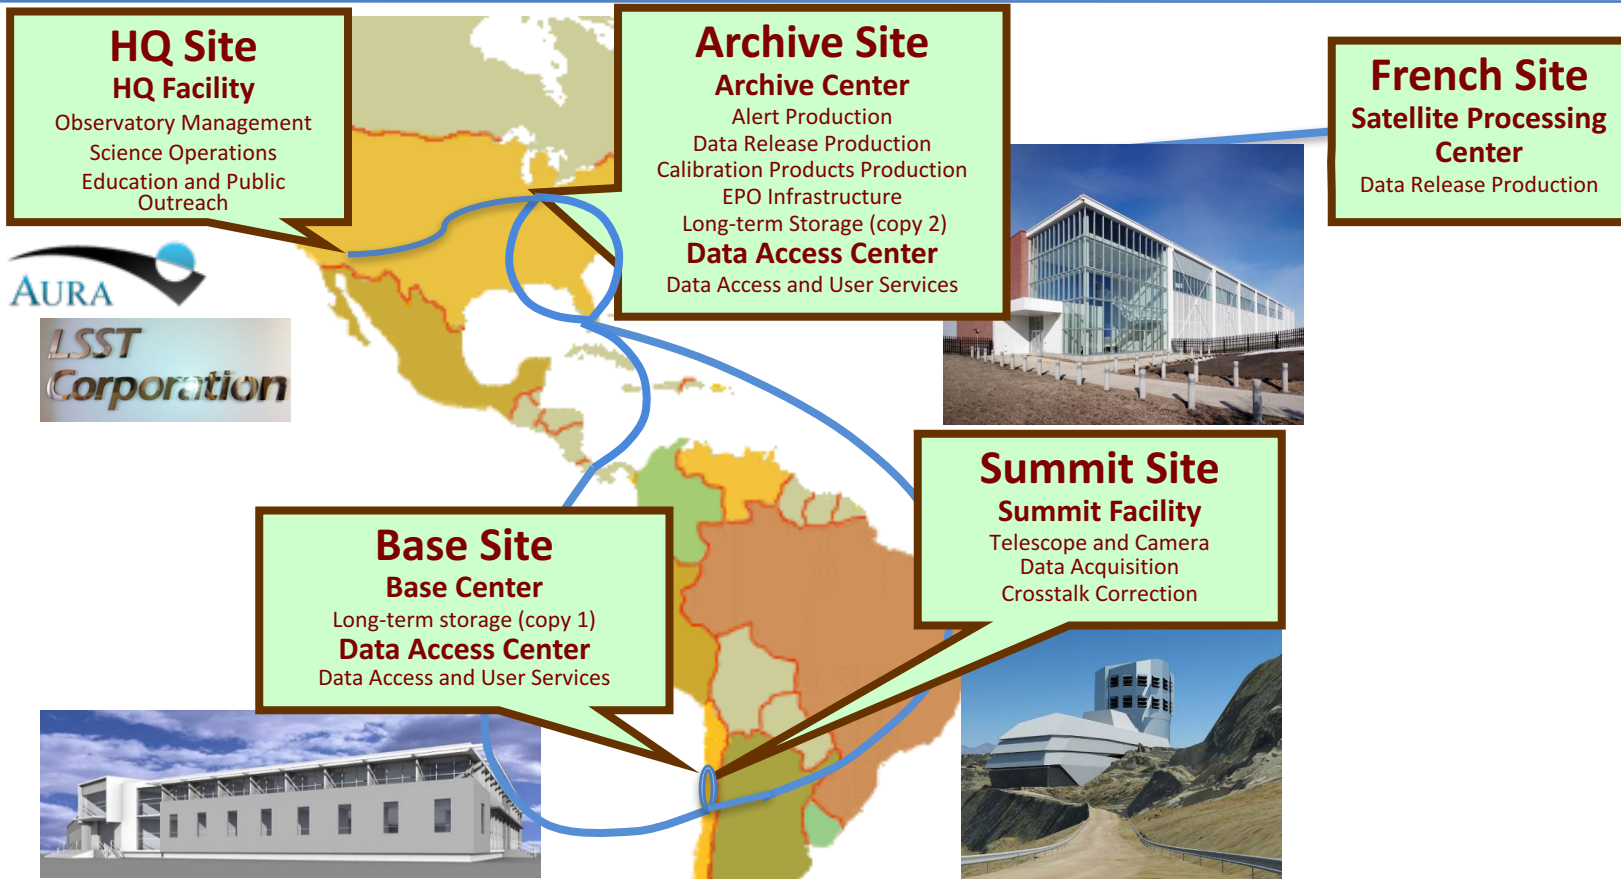 HQ Site
HQ Facility
Observatory Management
Science Operations
Education and Public
Outreach
AURA
LSST
Corporation
Archive Site
Archive Center
Alert Production
Data Release Production
Calibration Products Production
EPO Infrastructure
Long-term Storage (copy 2)
Data Access Center
Data Access and User Services
French Site
Satellite Processing
Center
Data Release Production
Base Site
Base Center
Long-term storage (copy 1)
Data Access Center
Data Access and User Services
Summit Site
Summit Facility
Telescope and Camera
Data Acquisition
Crosstalk Correction